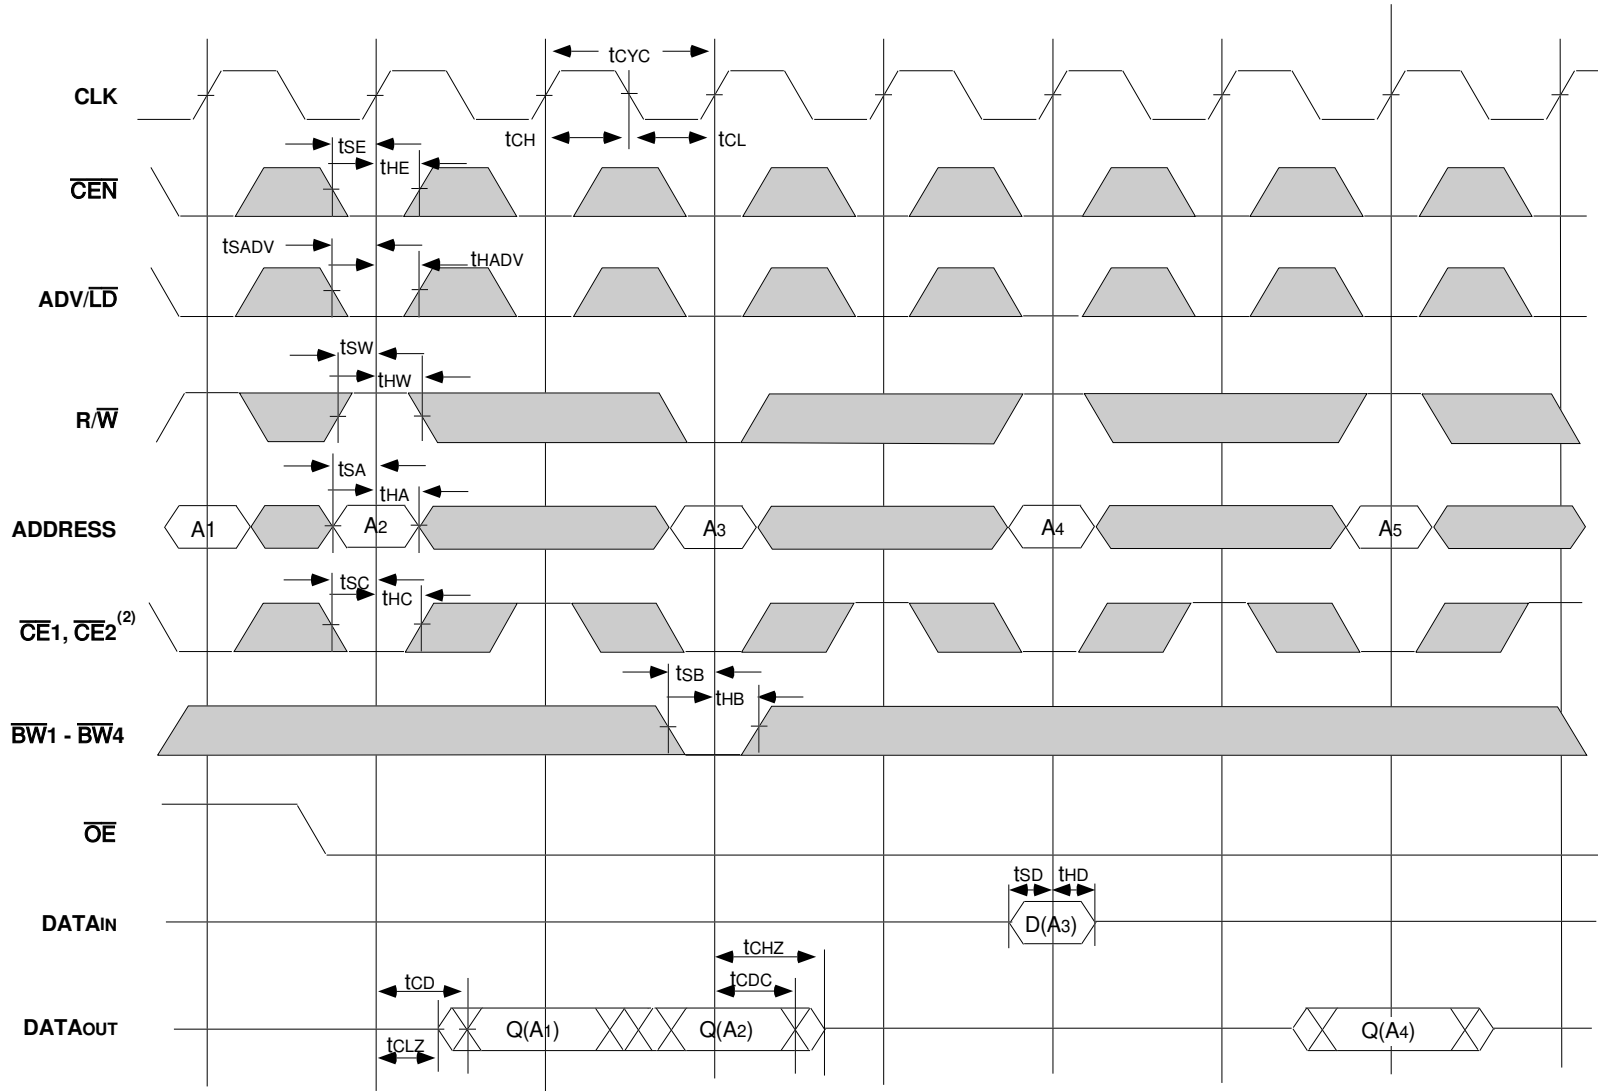 tCYC
CLK
tCH
tCL
tSE
tHE
CEN
tSADV
tHADV
ADV/LD
tSW
tHW
R/W
tSA
tHA
ADDRESS
A1
A2
A3
A4
A5
tSC
tHC
CE1, CE2(2)
tSB
tHB
BW1 - BW4
OE
tSD
tHD
DATAIN
D(A3)
tCHZ
tCD
tCDC
DATAOUT
Q(A1)
Q(A2)
Q(A4)
tCLZ